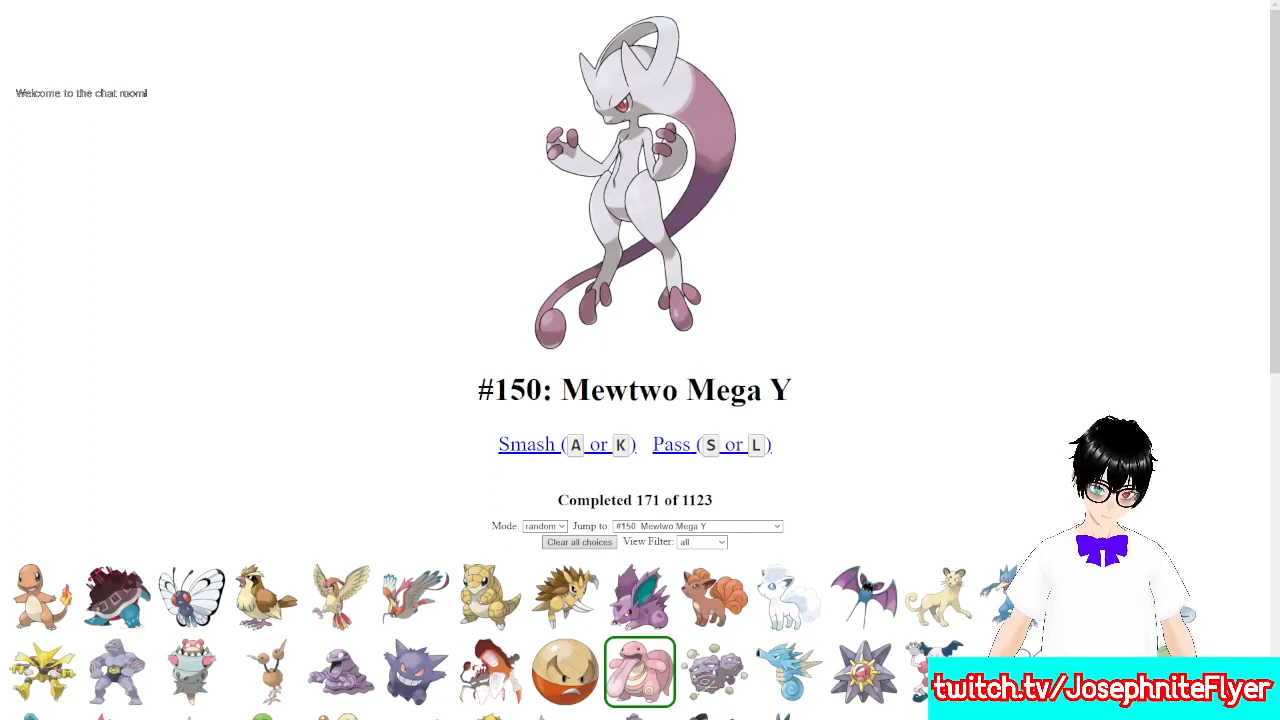 Welcome to the chat room!
#150: Mewtwo Mega Y
Smash (A or K) Pass (S or L)
Completed 171 of 1123
Mode: random Jump to: #150 Mewtwo Mega Y
Clear all choices View Filter: all
twitch.tv/JosephniteFlyer